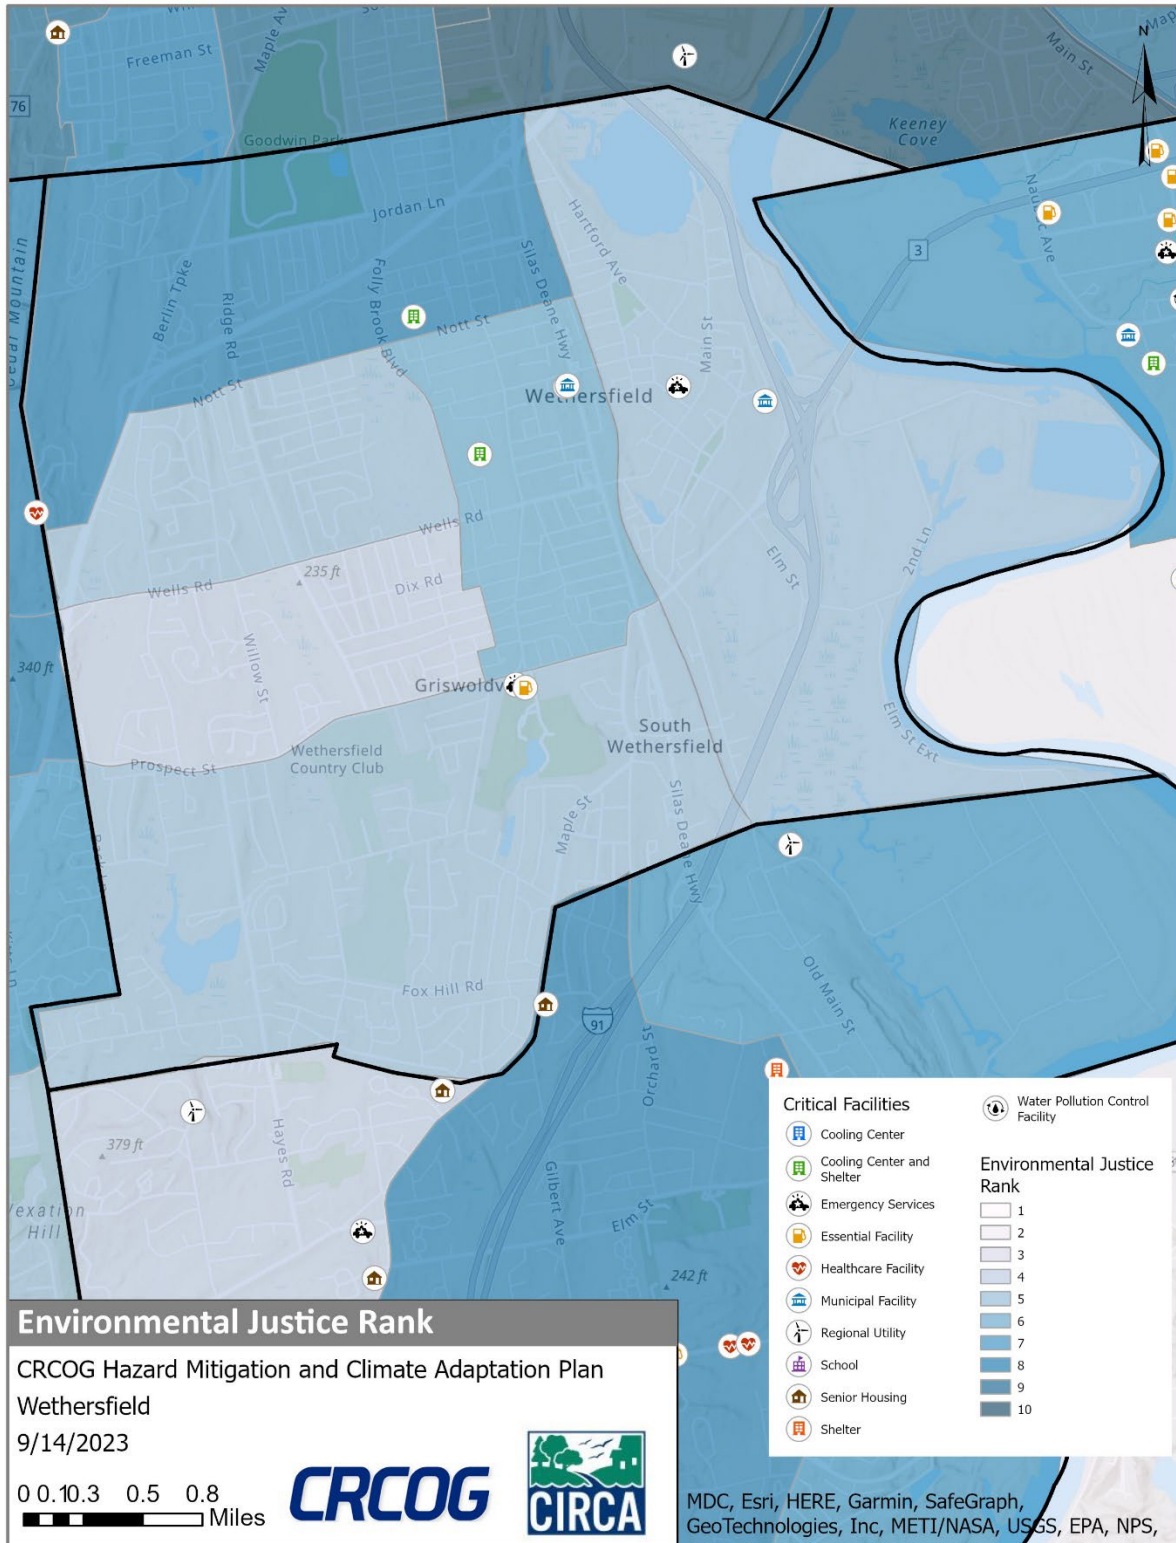 Freeman St
Maple Av
Main St
N
76
Keeney
Cove
Goodwin Park
Jordan Ln
Hartford Ave
3
Silas Deane Hwy
Folly Brook Blvd
Berlin Tpke
Ridge Rd
Nott St
Main St
Nott St
Wethersfield
Wells Rd
2nd Ln
Elm St
235 ft
Dix Rd
Wells Rd
Willow St
340 ft
Griswoldv
South
Wethersfield
Elm St Ext
Wethersfield
Country Club
Prospect St
Maple St
Silas Deane Hwy
Old Main St
Fox Hill Rd
91
Orchard St
379 ft
Hayes Rd
Hill
Gilbert Ave
Elm St
242 ft
Critical Facilities
Cooling Center
Cooling Center and
Shelter
Emergency Services
Essential Facility
Healthcare Facility
Municipal Facility
Regional Utility
School
Senior Housing
Shelter
Water Pollution Control
Facility
Environmental Justice
Rank
1
2
3
4
5
6
7
8
9
10
Environmental Justice Rank
CRCOG Hazard Mitigation and Climate Adaptation Plan
Wethersfield
9/14/2023
0 0.10.3 0.5 0.8
Miles
CRCOG
CIRCA
MDC, Esri, HERE, Garmin, SafeGraph,
GeoTechnologies, Inc, METI/NASA, USGS, EPA, NPS,